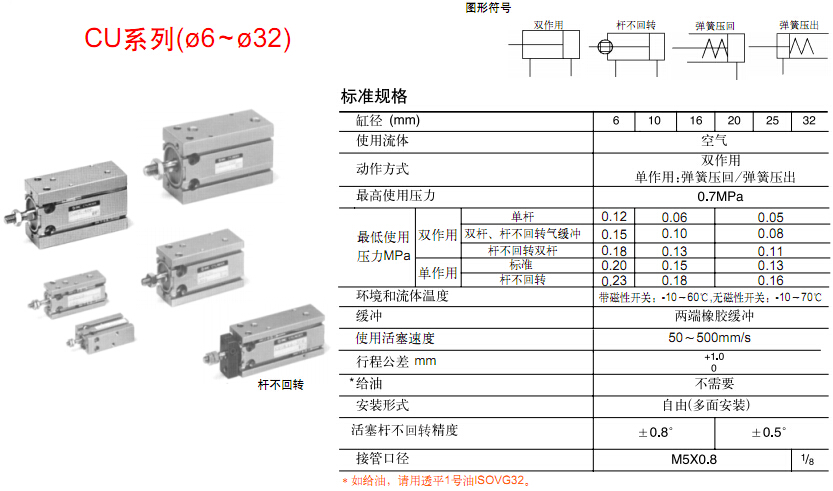 图形符号
CU系列(ø6~ø32)
双作用 杆不回转 弹簧压回 弹簧压出
标准规格
缸径 (mm) 6 10 16 20 25 32
使用流体 空气
动作方式 双作用
单作用:弹簧压回/弹簧压出
最高使用压力 0.7MPa
最低使用压力MPa 双作用 单杆 0.12 0.06 0.05
双杆、杆不回转气缓冲 0.15 0.10 0.08
杆不回转双杆 0.18 0.13 0.11
单作用 标准 0.20 0.15 0.13
杆不回转 0.23 0.18 0.16
环境和流体温度 带磁性开关：-10～60℃,无磁性开关：-10～70℃
缓冲 两端橡胶缓冲
使用活塞速度 50～500mm/s
行程公差 mm +1.0
0
*给油 不需要
安装形式 自由(多面安装)
活塞杆不回转精度 ±0.8° ±0.5°
接管口径 M5X0.8 1/8
* 如给油，请用透平1号油ISOVG32。
杆不回转